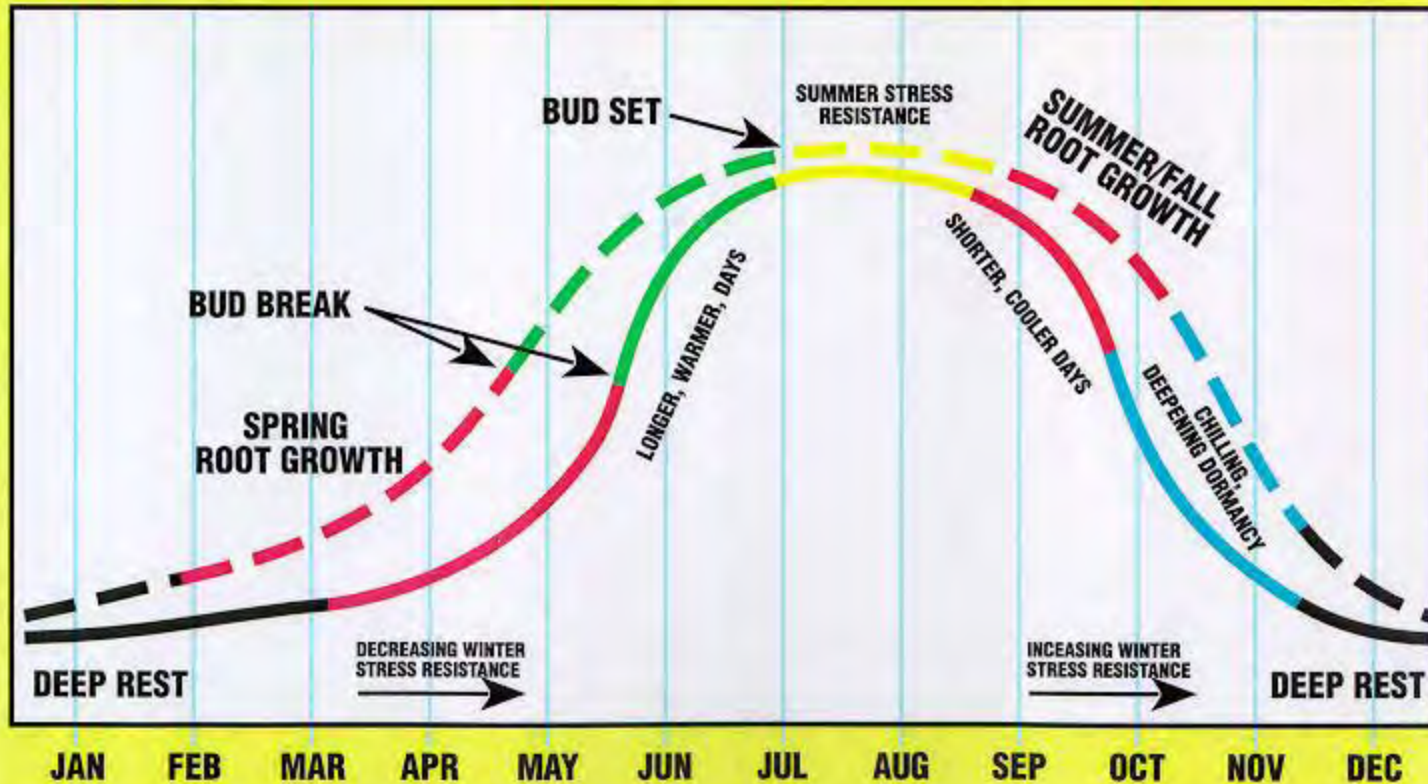 BUD SET
SUMMER STRESS
RESISTANCE
SUMMER/FALL
ROOT GROWTH
BUD BREAK
LONGER, WARMER, DAYS
SHORTER, COOLER DAYS
SPRING
ROOT GROWTH
CHILLING,
DEEPENING DORMANCY
DECREASING WINTER
STRESS RESISTANCE
INCEASING WINTER
STRESS RESISTANCE
DEEP REST
DEEP REST
JAN FEB MAR APR MAY JUN JUL AUG SEP OCT NOV DEC